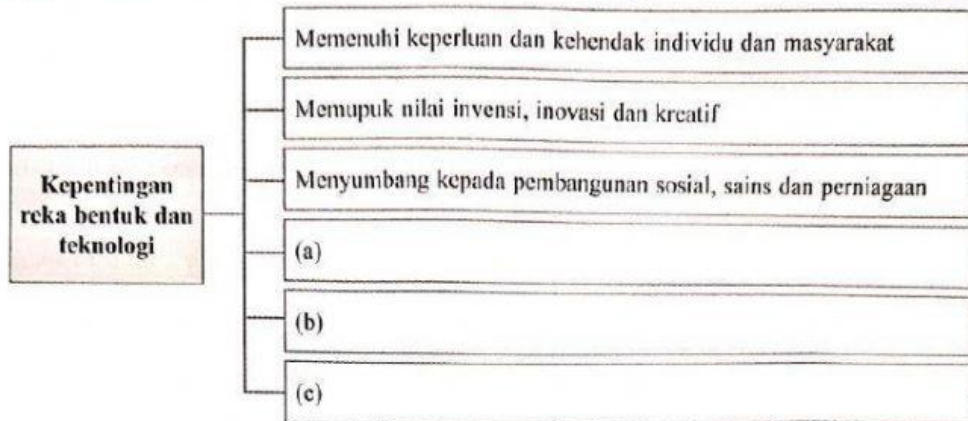 Memenuhi keperluan dan kehendak individu dan masyarakat
Memupuk nilai invensi, inovasi dan kreatif
Kepentingan
reka bentuk dan
teknologi
Menyumbang kepada pembangunan sosial, sains dan perniagaan
(a)
(b)
(c)